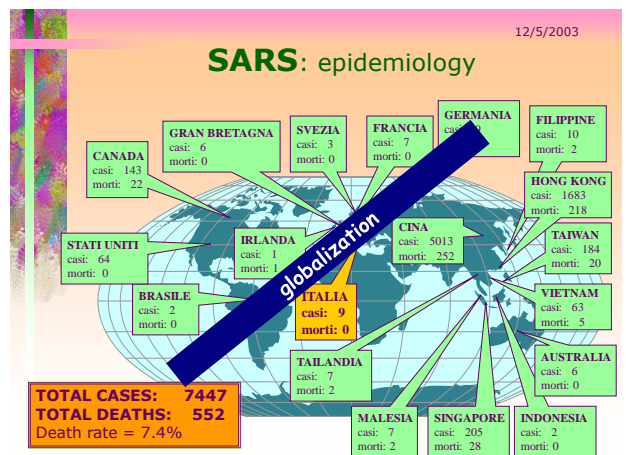 12/5/2003
SARS: epidemiology
GERMANIA
FILIPPINE
casi: 10
morti: 2
GRAN BRETAGNA
casi: 6
morti: 0
SVEZIA
casi: 3
morti: 0
FRANCIA
casi: 7
morti: 0
CANADA
casi: 143
morti: 22
HONG KONG
casi: 1683
morti: 218
STATI UNITI
casi: 64
morti: 0
IRLANDA
casi: 1
morti: 1
globalization
CINA
casi: 5013
morti: 252
TAIWAN
casi: 184
morti: 20
BRASILE
casi: 2
morti: 0
ITALIA
casi: 9
morti: 0
VIETNAM
casi: 63
morti: 5
TAILANDIA
casi: 7
morti: 2
AUSTRALIA
casi: 6
morti: 0
TOTAL CASES: 7447
TOTAL DEATHS: 552
Death rate = 7.4%
MALESIA
casi: 7
morti: 2
SINGAPORE
casi: 205
morti: 28
INDONESIA
casi: 2
morti: 0